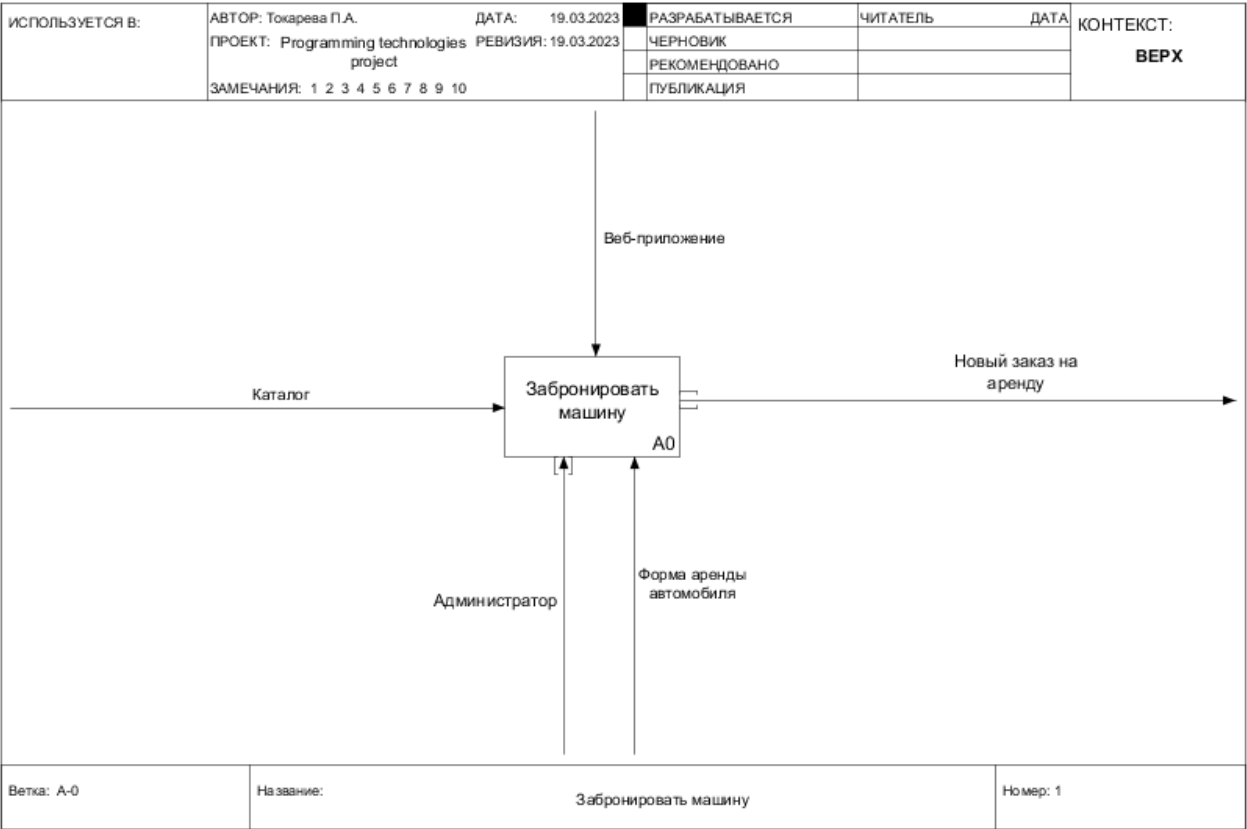 ИСПОЛЬЗУЕТСЯ В:
АВТОР: Токарева П.А.
ДАТА: 19.03.2023
ПРОЕКТ: Programming technologies
project
РЕВИЗИЯ: 19.03.2023
ЗАМЕЧАНИЯ: 1 2 3 4 5 6 7 8 9 10
РАЗРАБАТЫВАЕТСЯ
ЧЕРНОВИК
РЕКОМЕНДОВАНО
ПУБЛИКАЦИЯ
ЧИТАТЕЛЬ ДАТА
КОНТЕКСТ:
ВЕРХ
Веб-приложение
Каталог
Забронировать
машину
A0
Новый заказ на
аренду
Администратор
Форма аренды
автомобиля
Ветка: A-0
Название:
Забронировать машину
Номер: 1